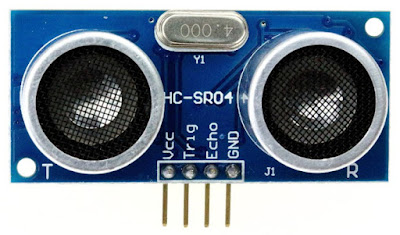 4.000
Y1
HC-SR04
Vcc
Trig
Echo
GND
T
J1
R